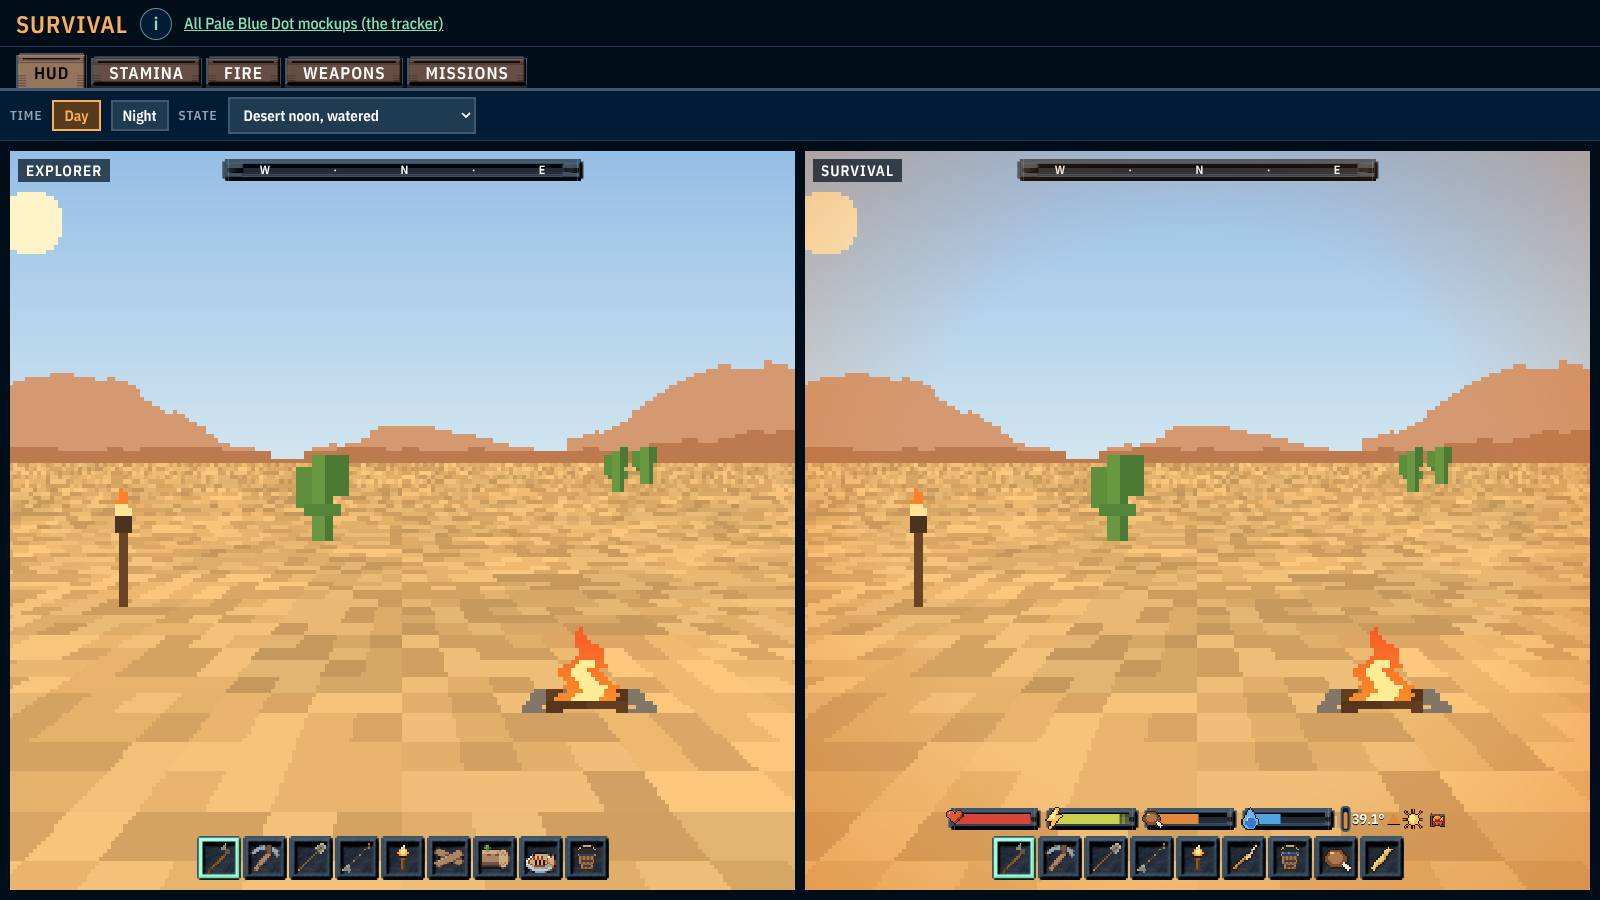 SURVIVAL i All Pale Blue Dot mockups (the tracker)
HUD STAMINA FIRE WEAPONS MISSIONS
TIME Day Night STATE Desert noon, watered
EXPLORER W · N · E
SURVIVAL W · N · E
39.1°